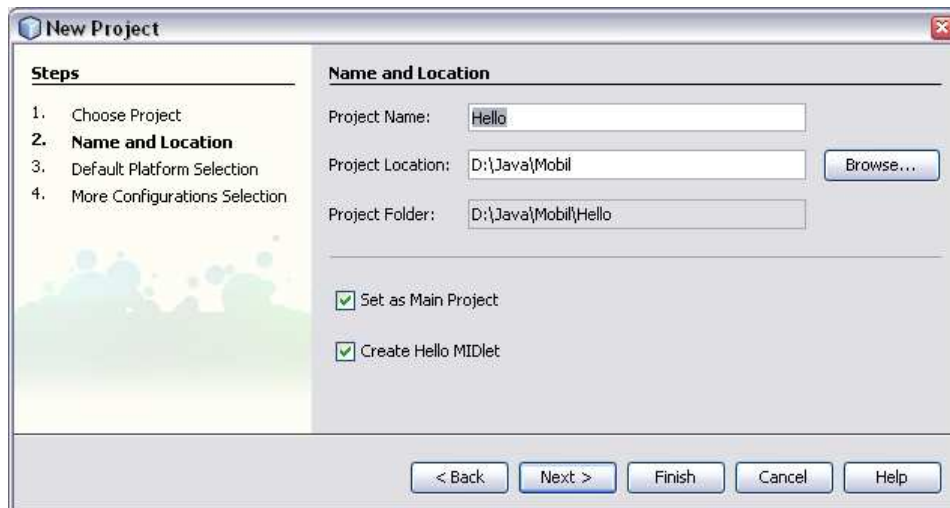 New Project
Steps
1. Choose Project
2. Name and Location
3. Default Platform Selection
4. More Configurations Selection
Name and Location
Project Name: Hello
Project Location: D:\Java\Mobil Browse...
Project Folder: D:\Java\Mobil\Hello
Set as Main Project
Create Hello MIDlet
< Back Next > Finish Cancel Help